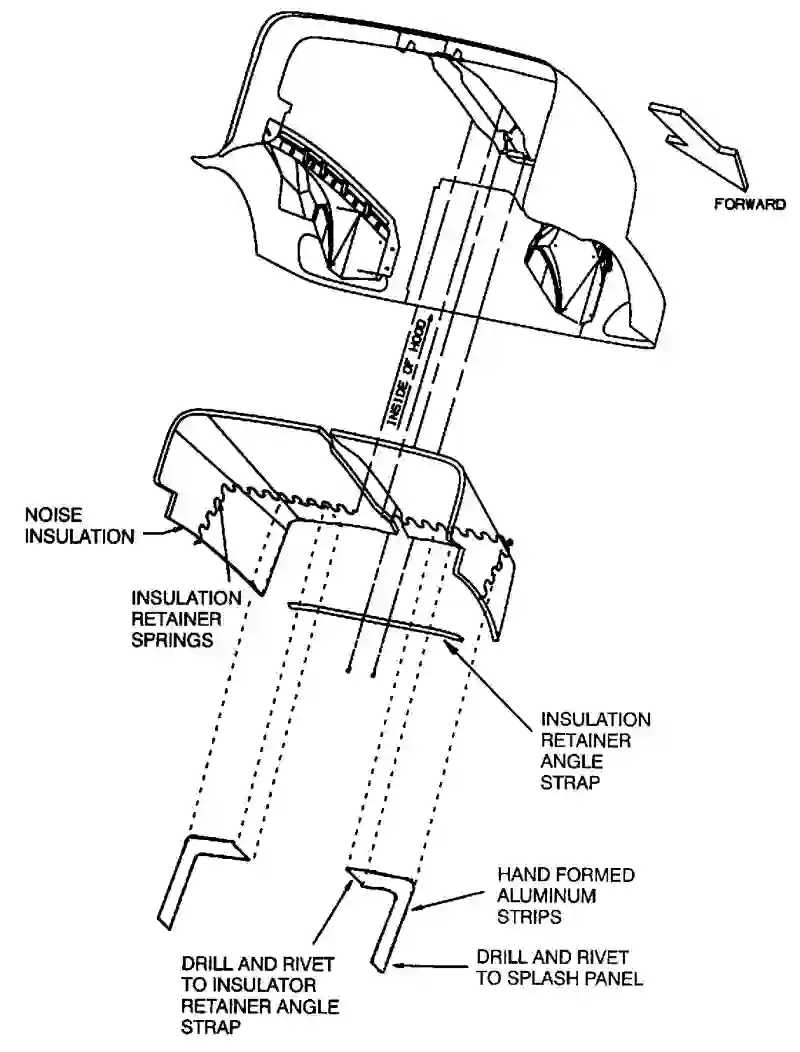 FORWARD
INSIDE OF HOOD
NOISE
INSULATION
INSULATION
RETAINER
SPRINGS
INSULATION
RETAINER
ANGLE
STRAP
HAND FORMED
ALUMINUM
STRIPS
DRILL AND RIVET
TO INSULATOR
RETAINER ANGLE
STRAP
DRILL AND RIVET
TO SPLASH PANEL